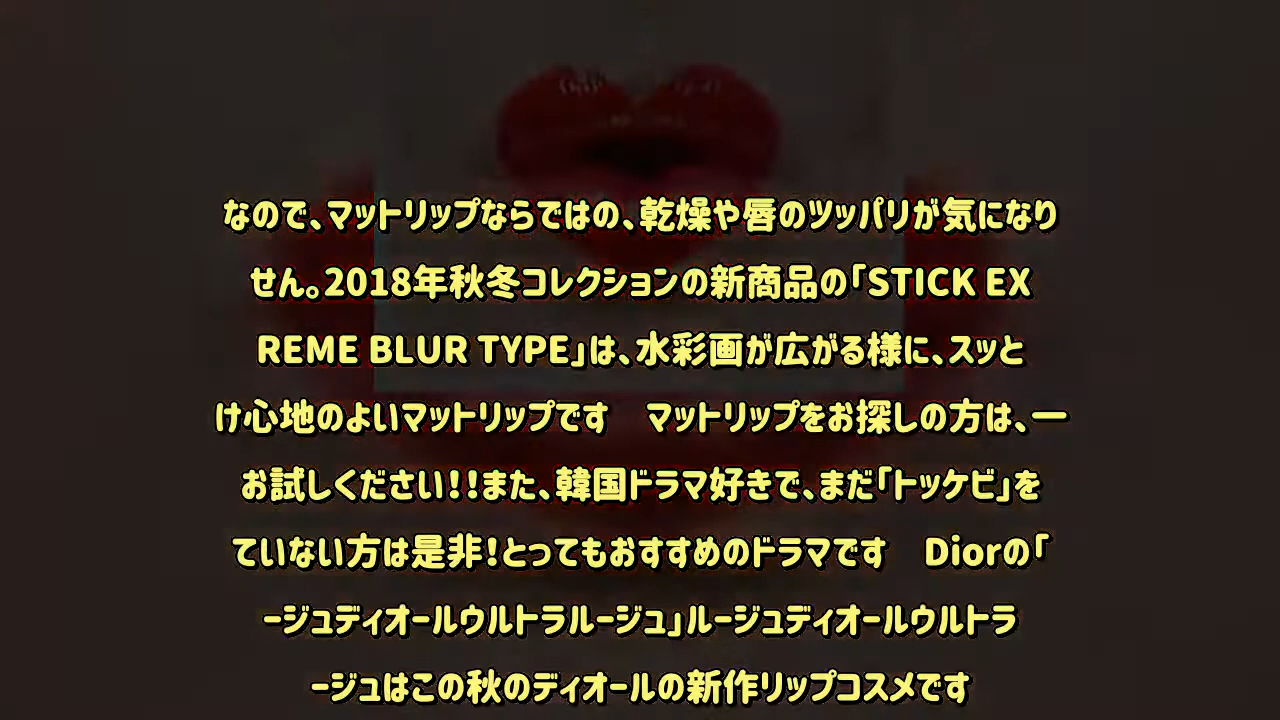 なので、マットリップならではの、乾燥や唇のツッパリが気になり
せん。2018年秋冬コレクションの新商品の「STICK EX
REME BLUR TYPE」は、水彩画が広がる様に、スッと
け心地のよいマットリップです　マットリップをお探しの方は、一
お試しください！！また、韓国ドラマ好きで、まだ「トッケビ」を
ていない方は是非！とってもおすすめのドラマです　Diorの「
ージュディオールウルトラルージュ」ルージュディオールウルトラ
ージュはこの秋のディオールの新作リップコスメです